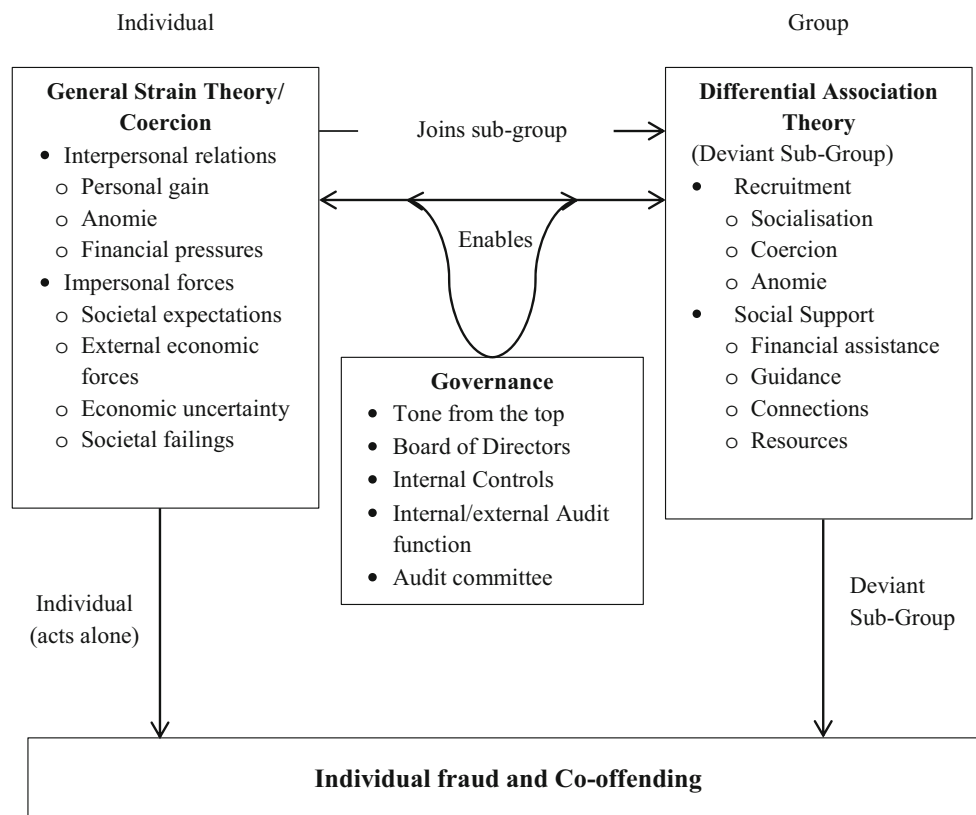 Individual
Group
General Strain Theory/
Coercion
• Interpersonal relations
o Personal gain
o Anomie
o Financial pressures
• Impersonal forces
o Societal expectations
o External economic
forces
o Economic uncertainty
o Societal failings
Joins sub-group
Enables
Differential Association
Theory
(Deviant Sub-Group)
• Recruitment
o Socialisation
o Coercion
o Anomie
• Social Support
o Financial assistance
o Guidance
o Connections
o Resources
Governance
• Tone from the top
• Board of Directors
• Internal Controls
• Internal/external Audit
function
• Audit committee
Individual
(acts alone)
Deviant
Sub-Group
Individual fraud and Co-offending